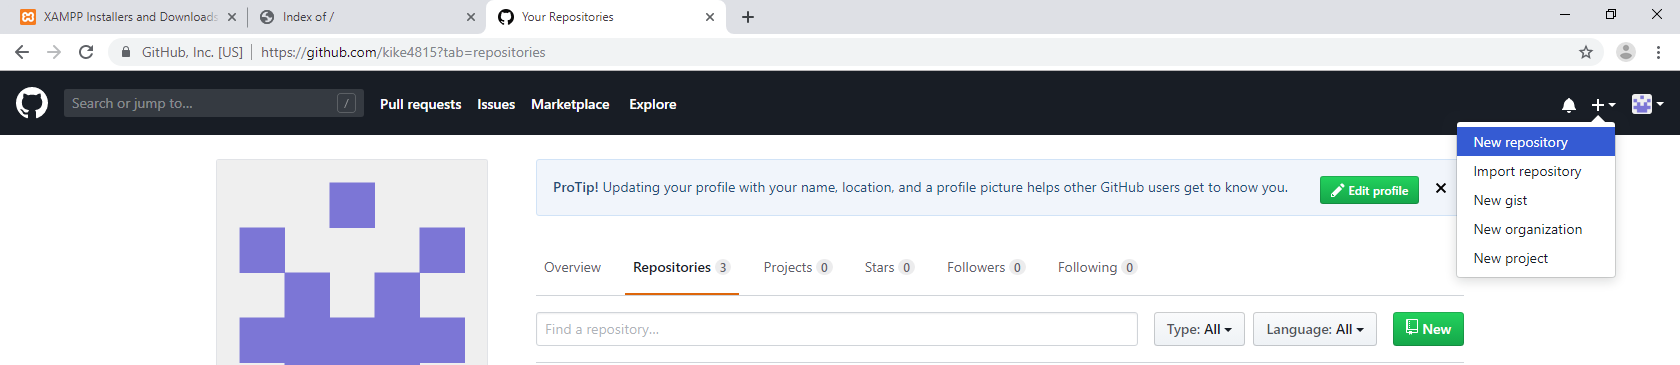 XAMPP Installers and Downloads
Index of /
Your Repositories
GitHub, Inc. [US] | https://github.com/kike4815?tab=repositories
Search or jump to... /
Pull requests Issues Marketplace Explore
New repository
Import repository
New gist
New organization
New project
ProTip! Updating your profile with your name, location, and a profile picture helps other GitHub users get to know you.
Edit profile
Overview Repositories 3 Projects 0 Stars 0 Followers 0 Following 0
Find a repository... Type: All Language: All New